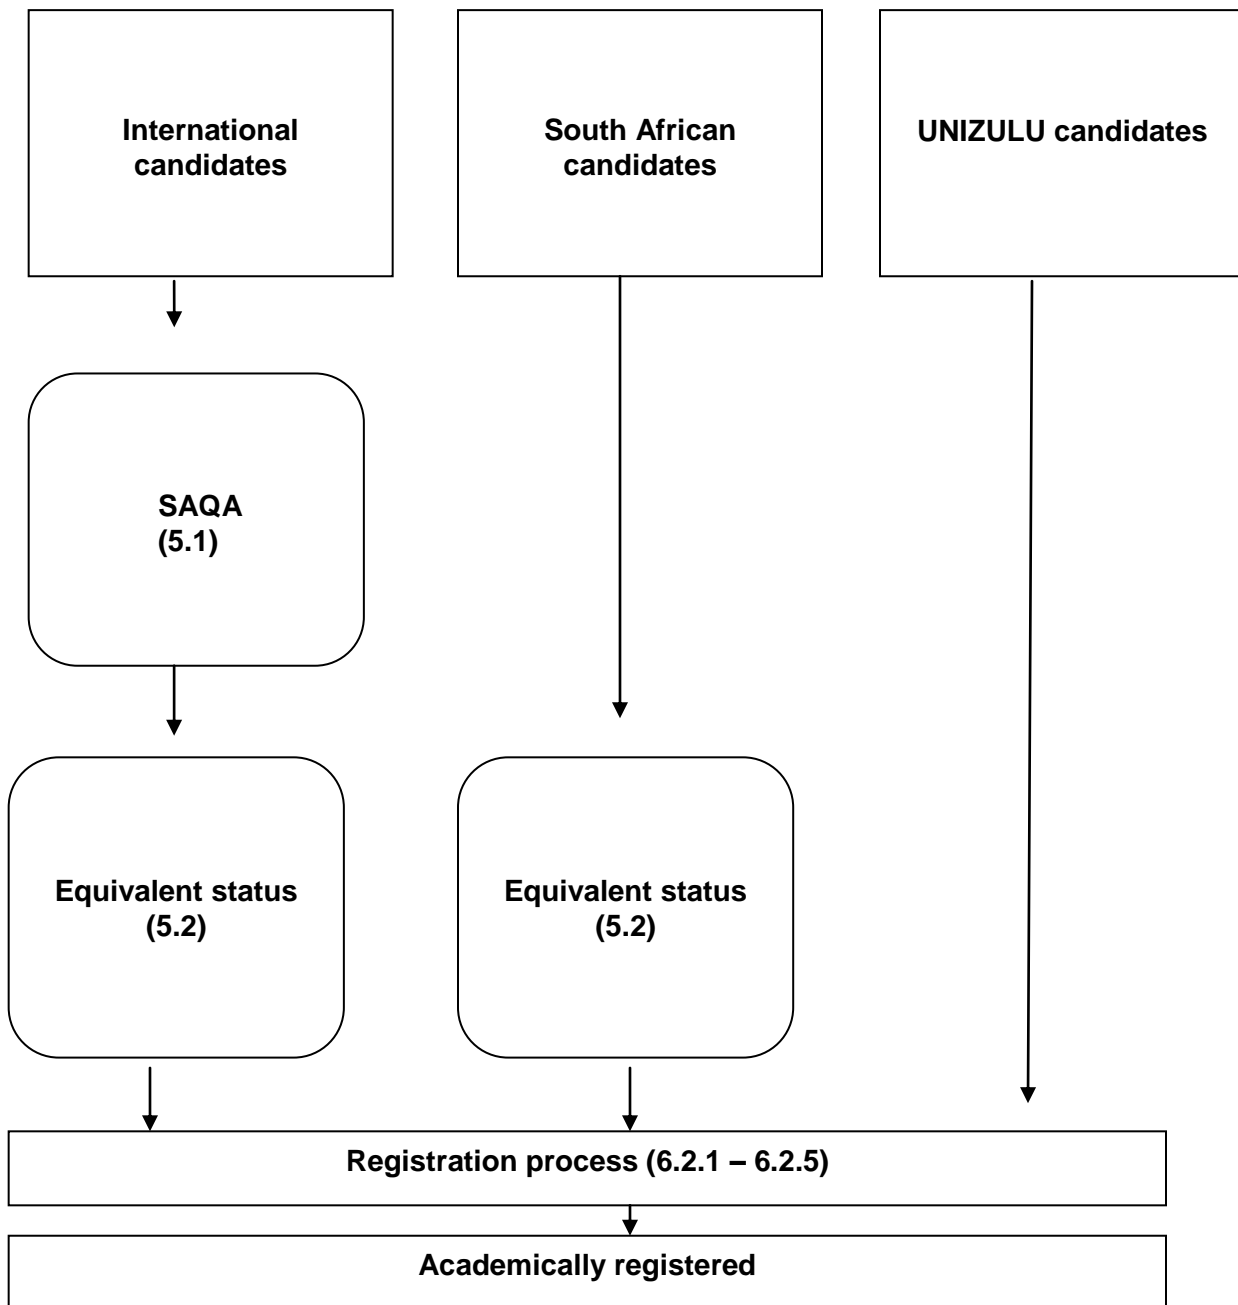 International
candidates
South African
candidates
UNIZULU candidates
SAQA
(5.1)
Equivalent status
(5.2)
Equivalent status
(5.2)
Registration process (6.2.1 – 6.2.5)
Academically registered